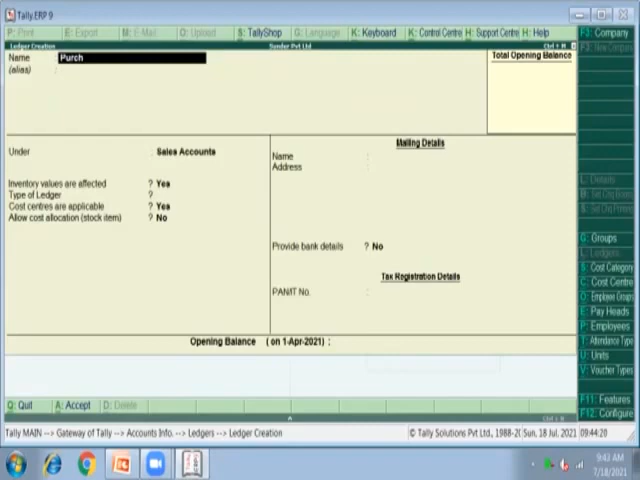 Tally.ERP 9
P: Print E: Export M: E-Mail O: Upload S: TallyShop G: Language K: Keyboard K: Control Centre H: Support Centre H: Help
F3: Company
Ledger Creation Sunder Pvt Ltd Ctrl + M
Name : Purch
(alias) :
Total Opening Balance
Under : Sales Accounts
Inventory values are affected ? Yes
Type of Ledger ?
Cost centres are applicable ? Yes
Allow cost allocation (stock item) ? No
Mailing Details
Name :
Address :
Provide bank details ? No
Tax Registration Details
PAN/IT No. :
Opening Balance ( on 1-Apr-2021) :
G: Groups
L: Ledgers
S: Cost Category
C: Cost Centre
O: Employee Groups
E: Pay Heads
P: Employees
T: Attendance Type
U: Units
V: Voucher Types
F11: Features
F12: Configure
Q: Quit A: Accept D: Delete
Ctrl + N
Tally MAIN --> Gateway of Tally --> Accounts Info. --> Ledgers --> Ledger Creation
© Tally Solutions Pvt Ltd., 1988-20 Sun, 18 Jul, 2021 09:44:20
9:43 AM
7/18/2021